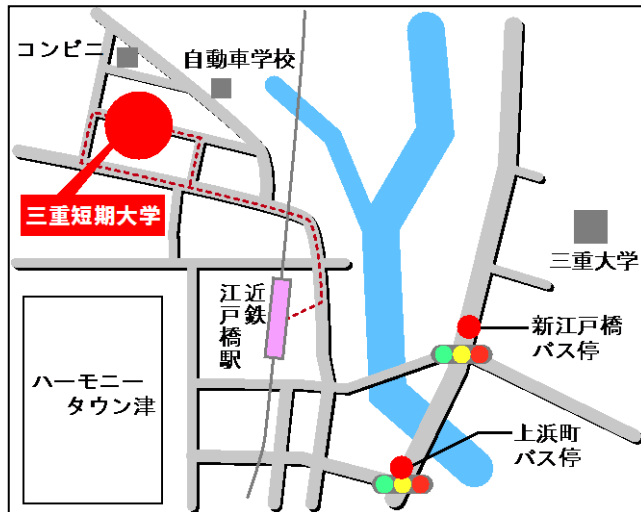 コンビニ
自動車学校
三重短期大学
三重大学
近鉄
江戸橋駅
新江戸橋
バス停
ハーモニー
タウン津
上浜町
バス停